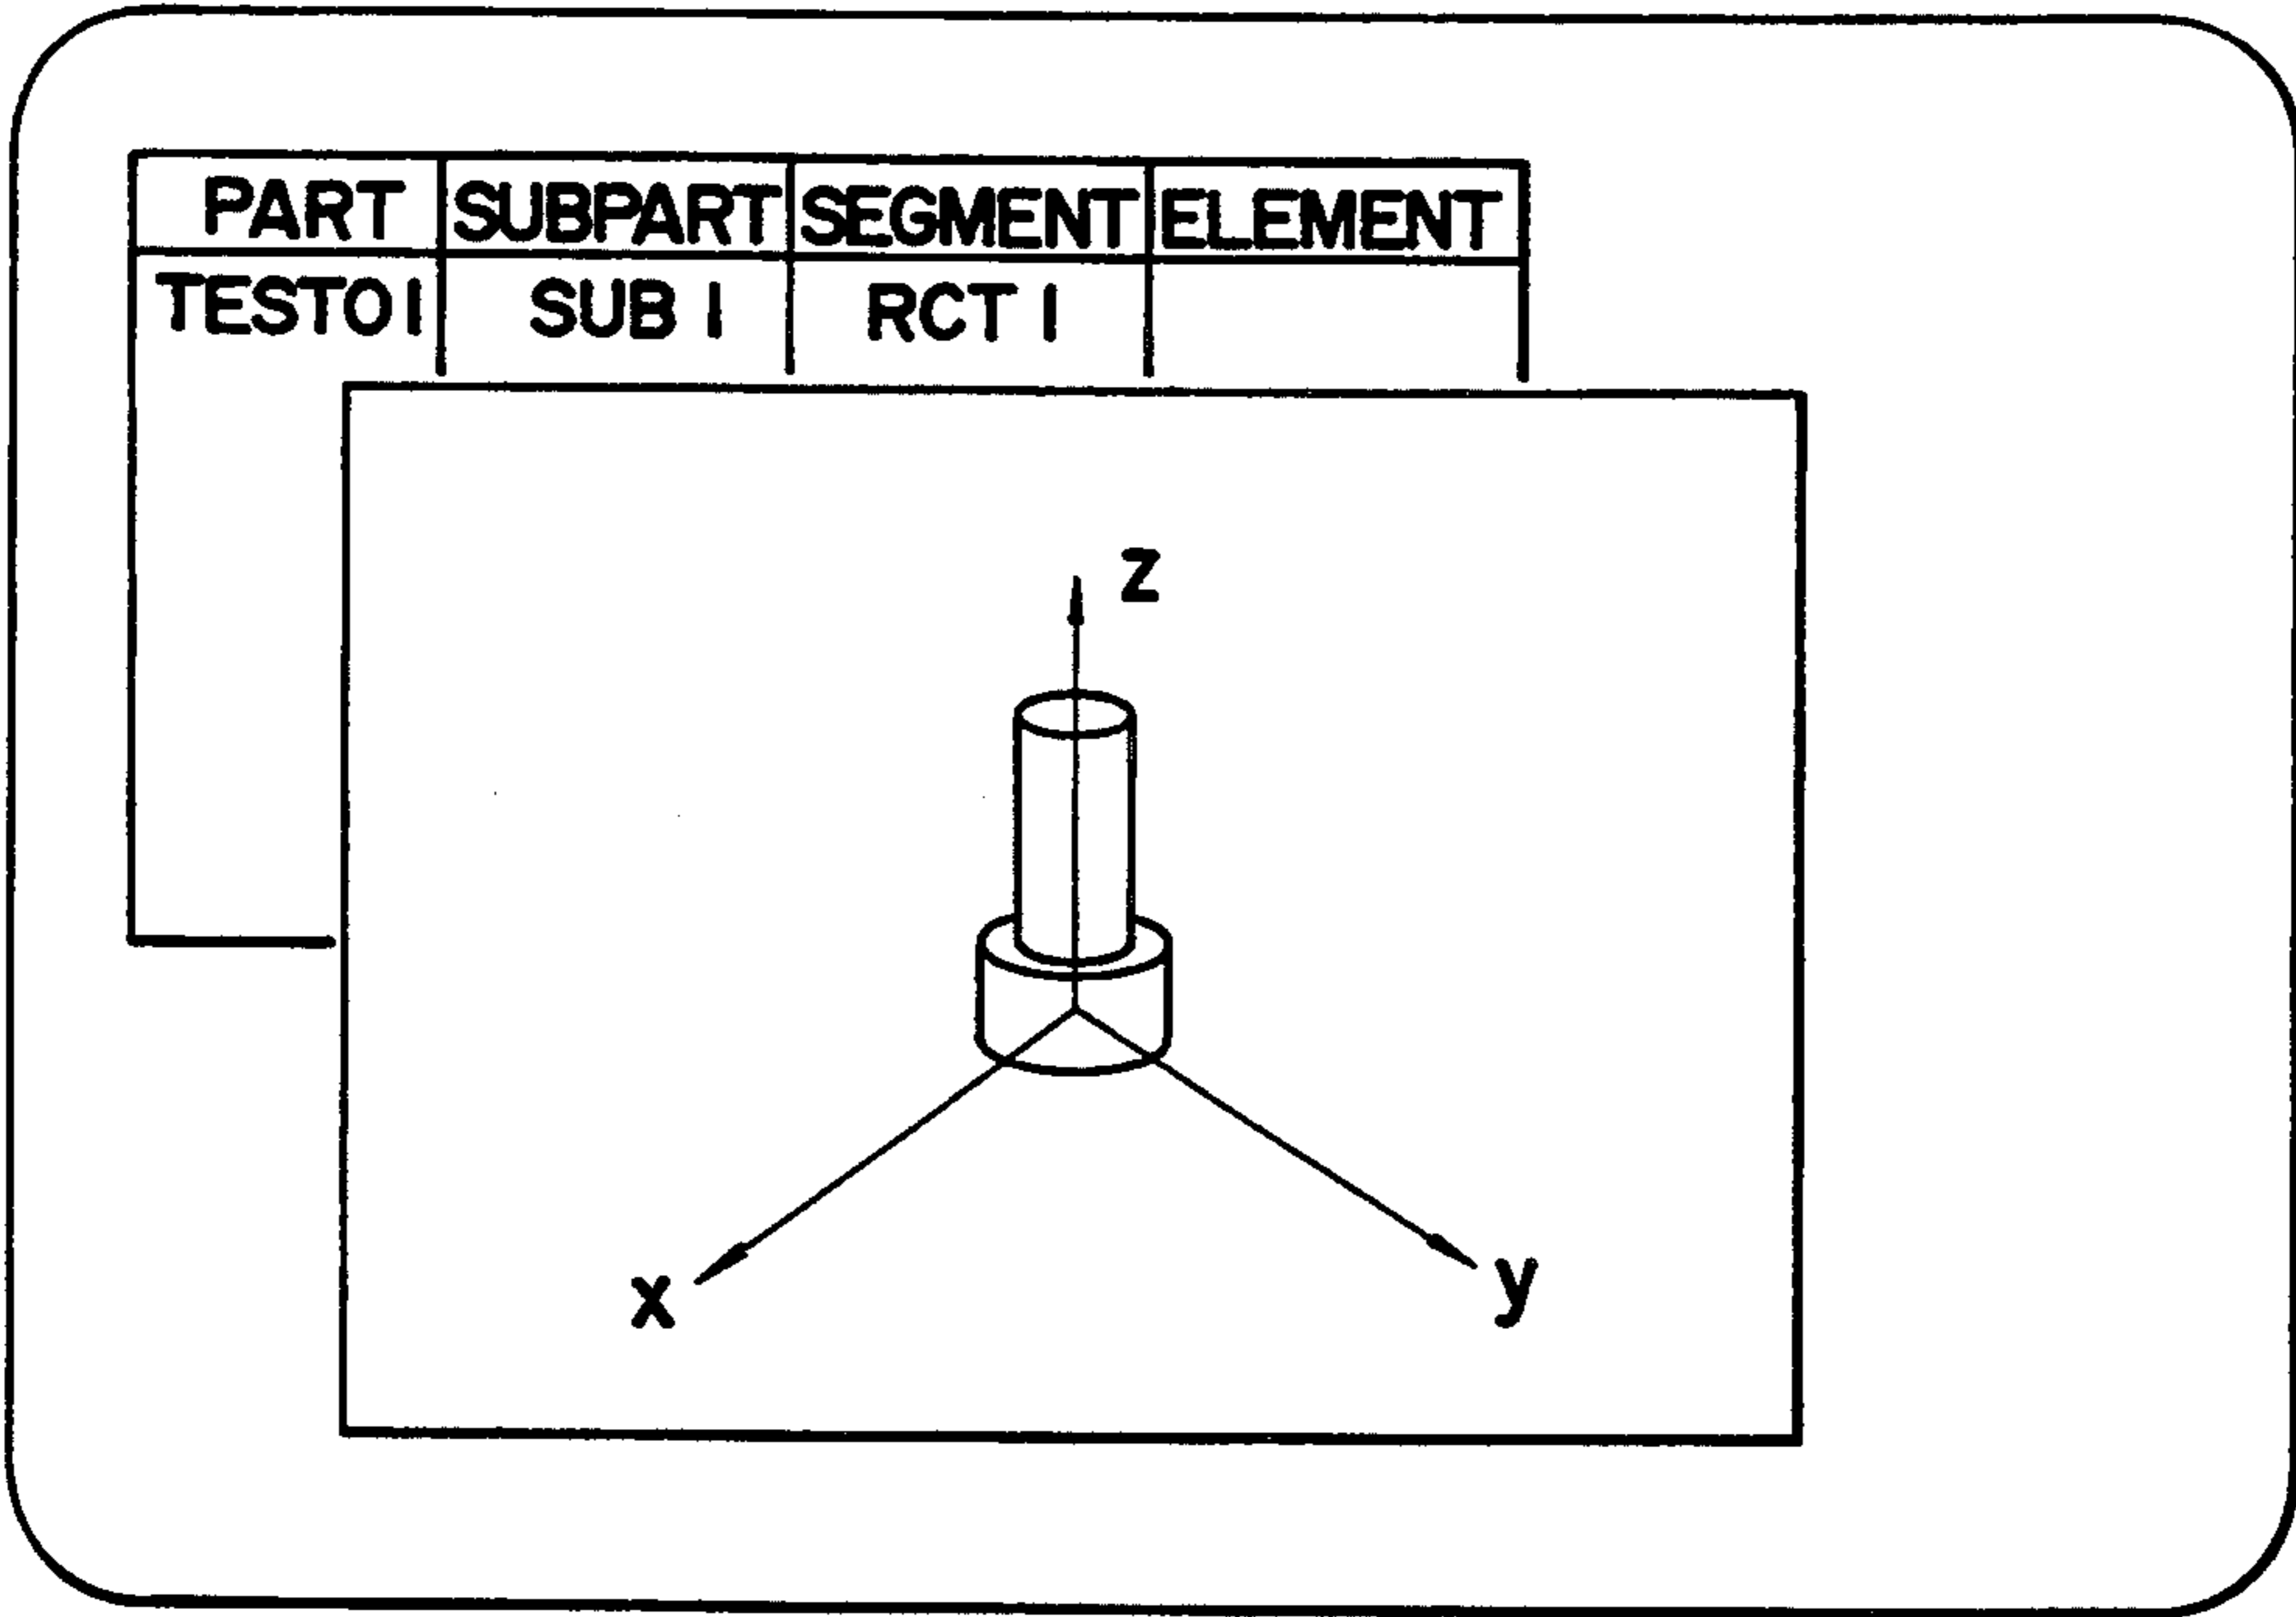 PART SUBPART SEGMENT ELEMENT
TEST01 SUB 1 RCT 1
z
x
y